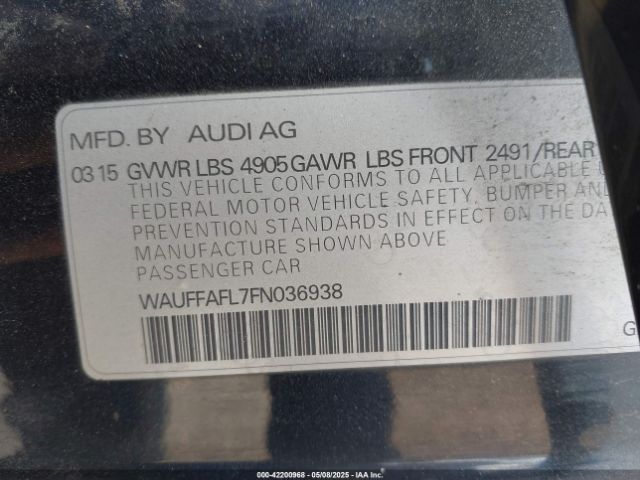 MFD. BY AUDI AG
03 15 GVWR LBS 4905 GAWR LBS FRONT 2491/REAR
THIS VEHICLE CONFORMS TO ALL APPLICABLE
FEDERAL MOTOR VEHICLE SAFETY, BUMPER AND
PREVENTION STANDARDS IN EFFECT ON THE DA
MANUFACTURE SHOWN ABOVE
PASSENGER CAR
WAUFFAFL7FN036938
G
000-42200968 - 05/08/2025 - IAA Inc.